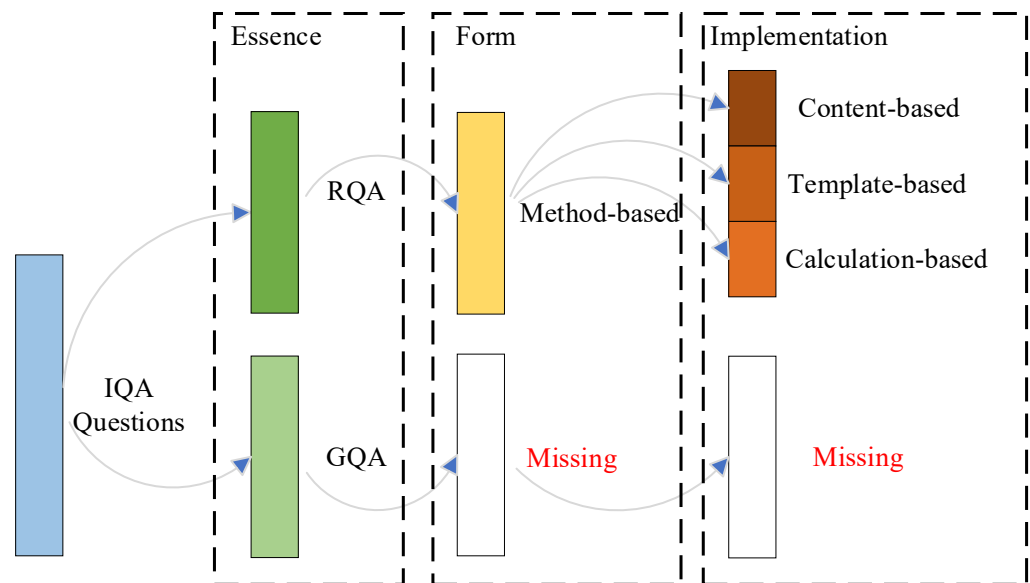 Essence
Form
Implementation
Content-based
RQA
Template-based
Method-based
Calculation-based
IQA
Questions
GQA
Missing
Missing